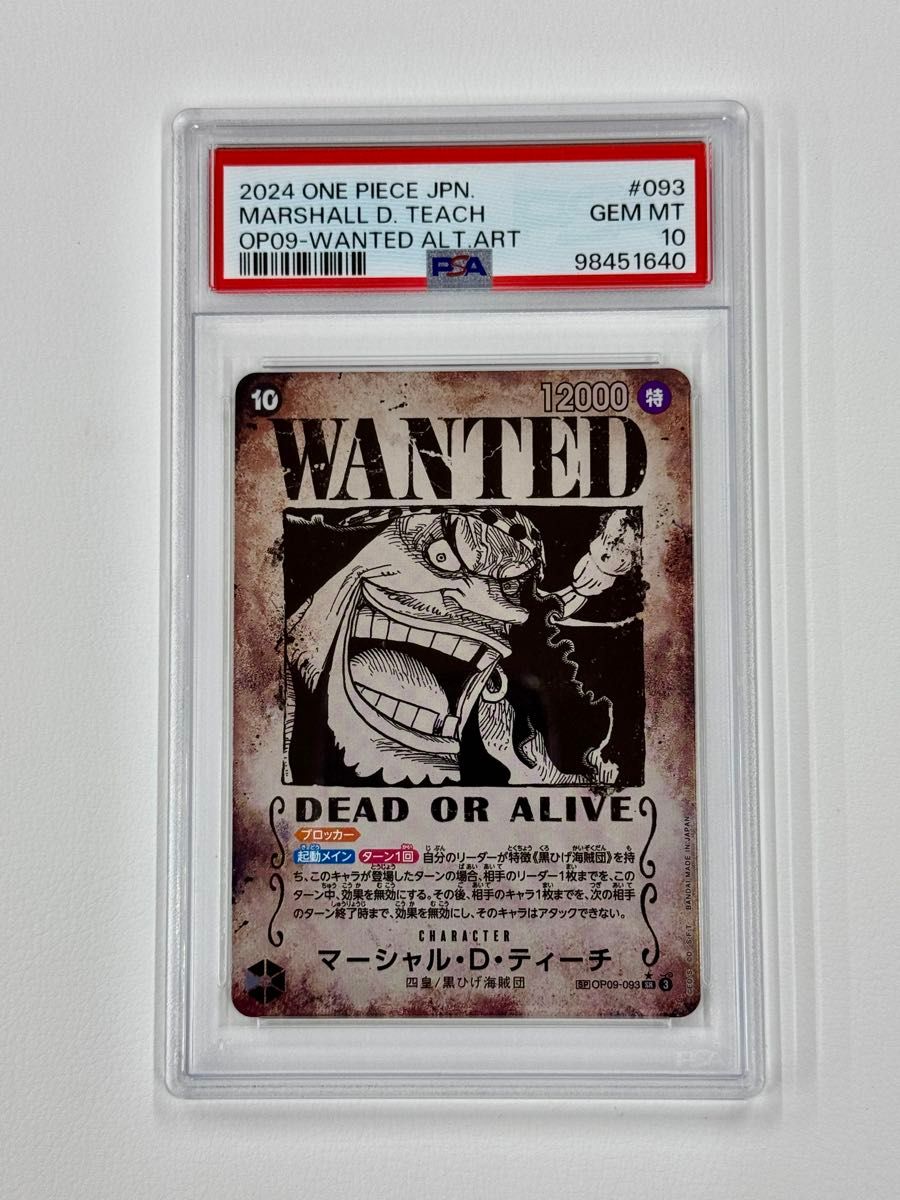 2024 ONE PIECE JPN. #093
MARSHALL D. TEACH GEM MT
OP09-WANTED ALT.ART 10
PSA 98451640
10 12000 特
WANTED
DEAD OR ALIVE
ブロッカー
起動メイン ターン1回 自分のリーダーが特徴《黒ひげ海賊団》を持
ち、このキャラが登場したターンの場合、相手のリーダー1枚までを、この
ターン中、効果を無効にする。その後、相手のキャラ1枚までを、次の相手
のターン終了時まで、効果を無効にし、そのキャラはアタックできない。
CHARACTER
マーシャル・D・ティーチ
四皇/黒ひげ海賊団
SP OP09-093 SR 3
BANDAI MADE IN JAPAN